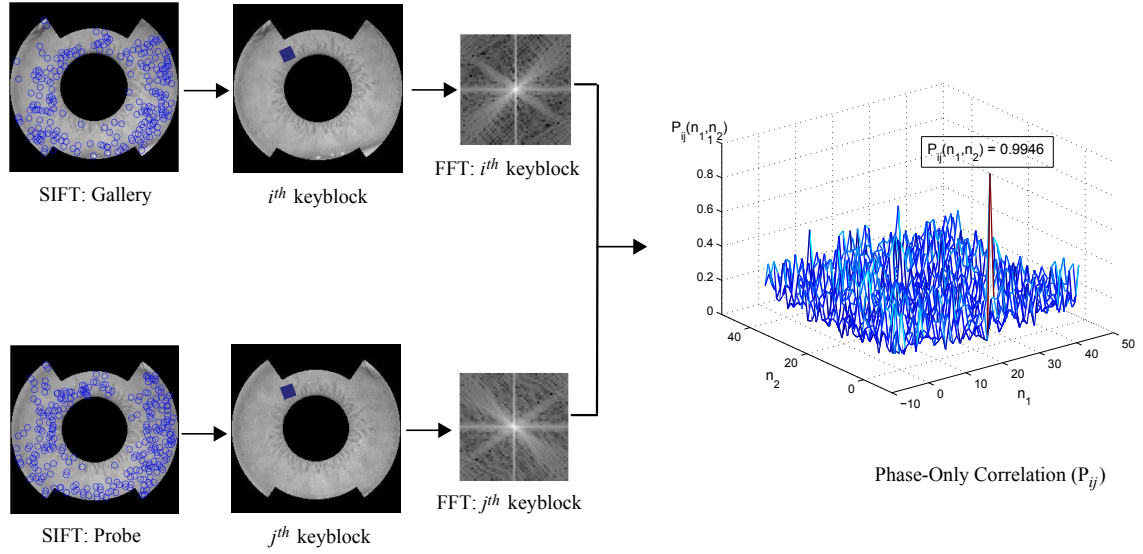 SIFT: Gallery
i^th keyblock
FFT: i^th keyblock
SIFT: Probe
j^th keyblock
FFT: j^th keyblock
P_ij(n_1,n_2)
P_ij(n_1,n_2) = 0.9946
1
0.8
0.6
0.4
0.2
0
40
20
0
n_2
−10
0
10
20
30
40
50
n_1
Phase-Only Correlation (P_ij)